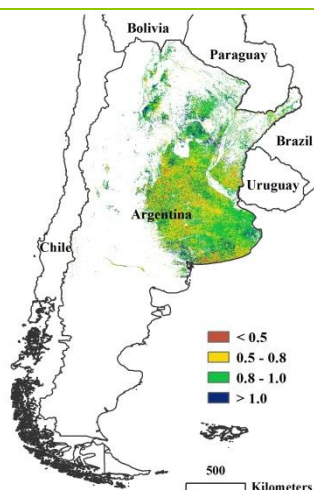 Bolivia
Paraguay
Brazil
Uruguay
Argentina
Chile
< 0.5
0.5 - 0.8
0.8 - 1.0
> 1.0
500
Kilometers